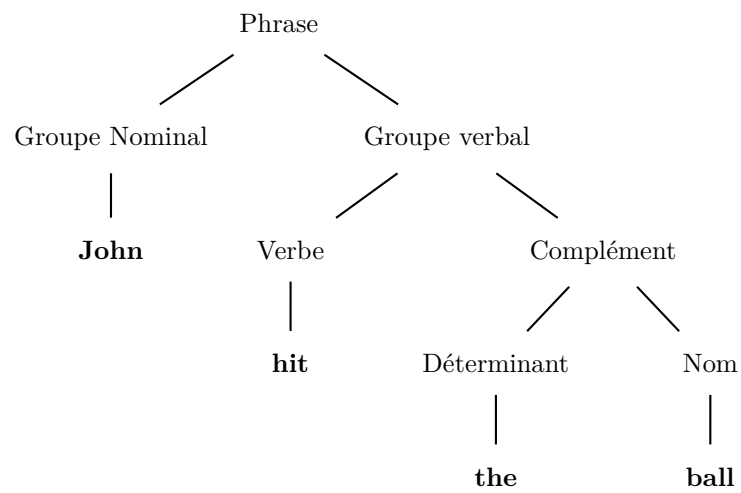 Phrase
Groupe Nominal Groupe verbal
John Verbe Complément
hit Déterminant Nom
the ball